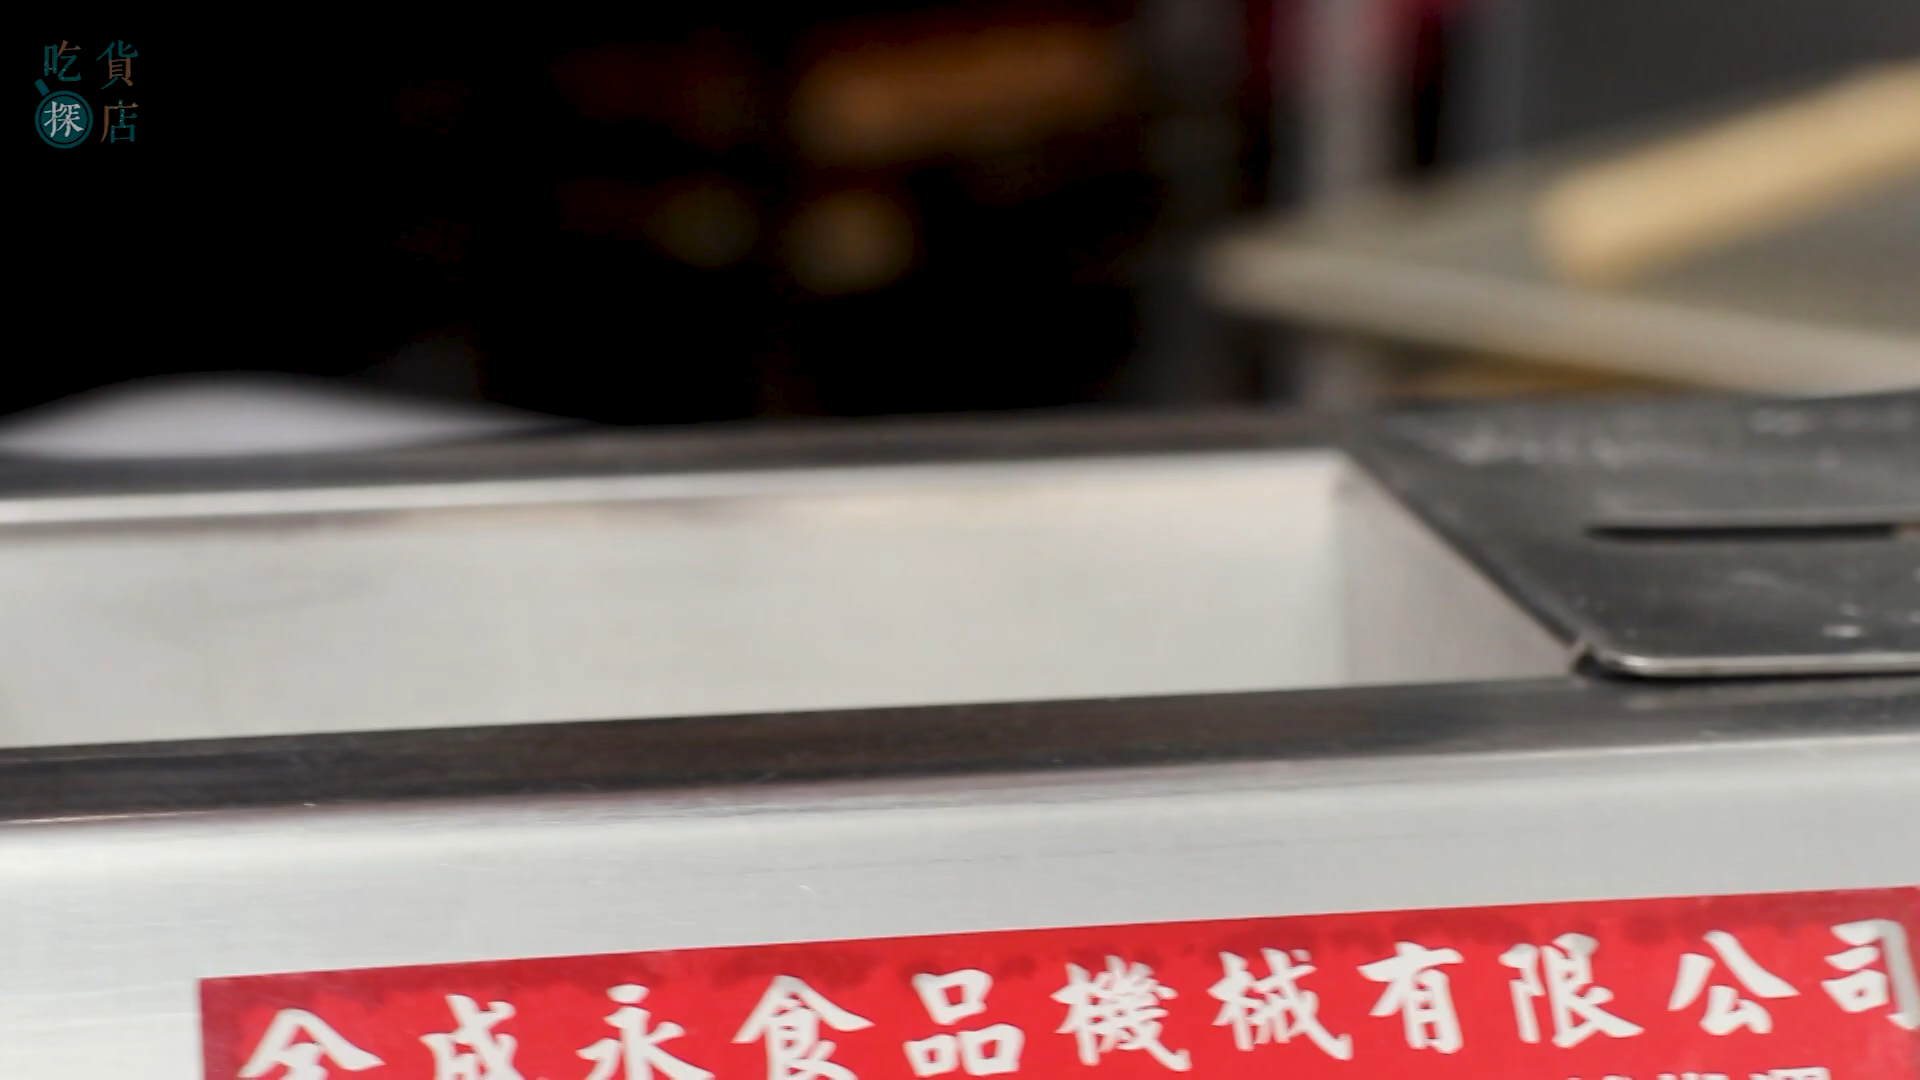 吃貨
探店
全成永食品機械有限公司